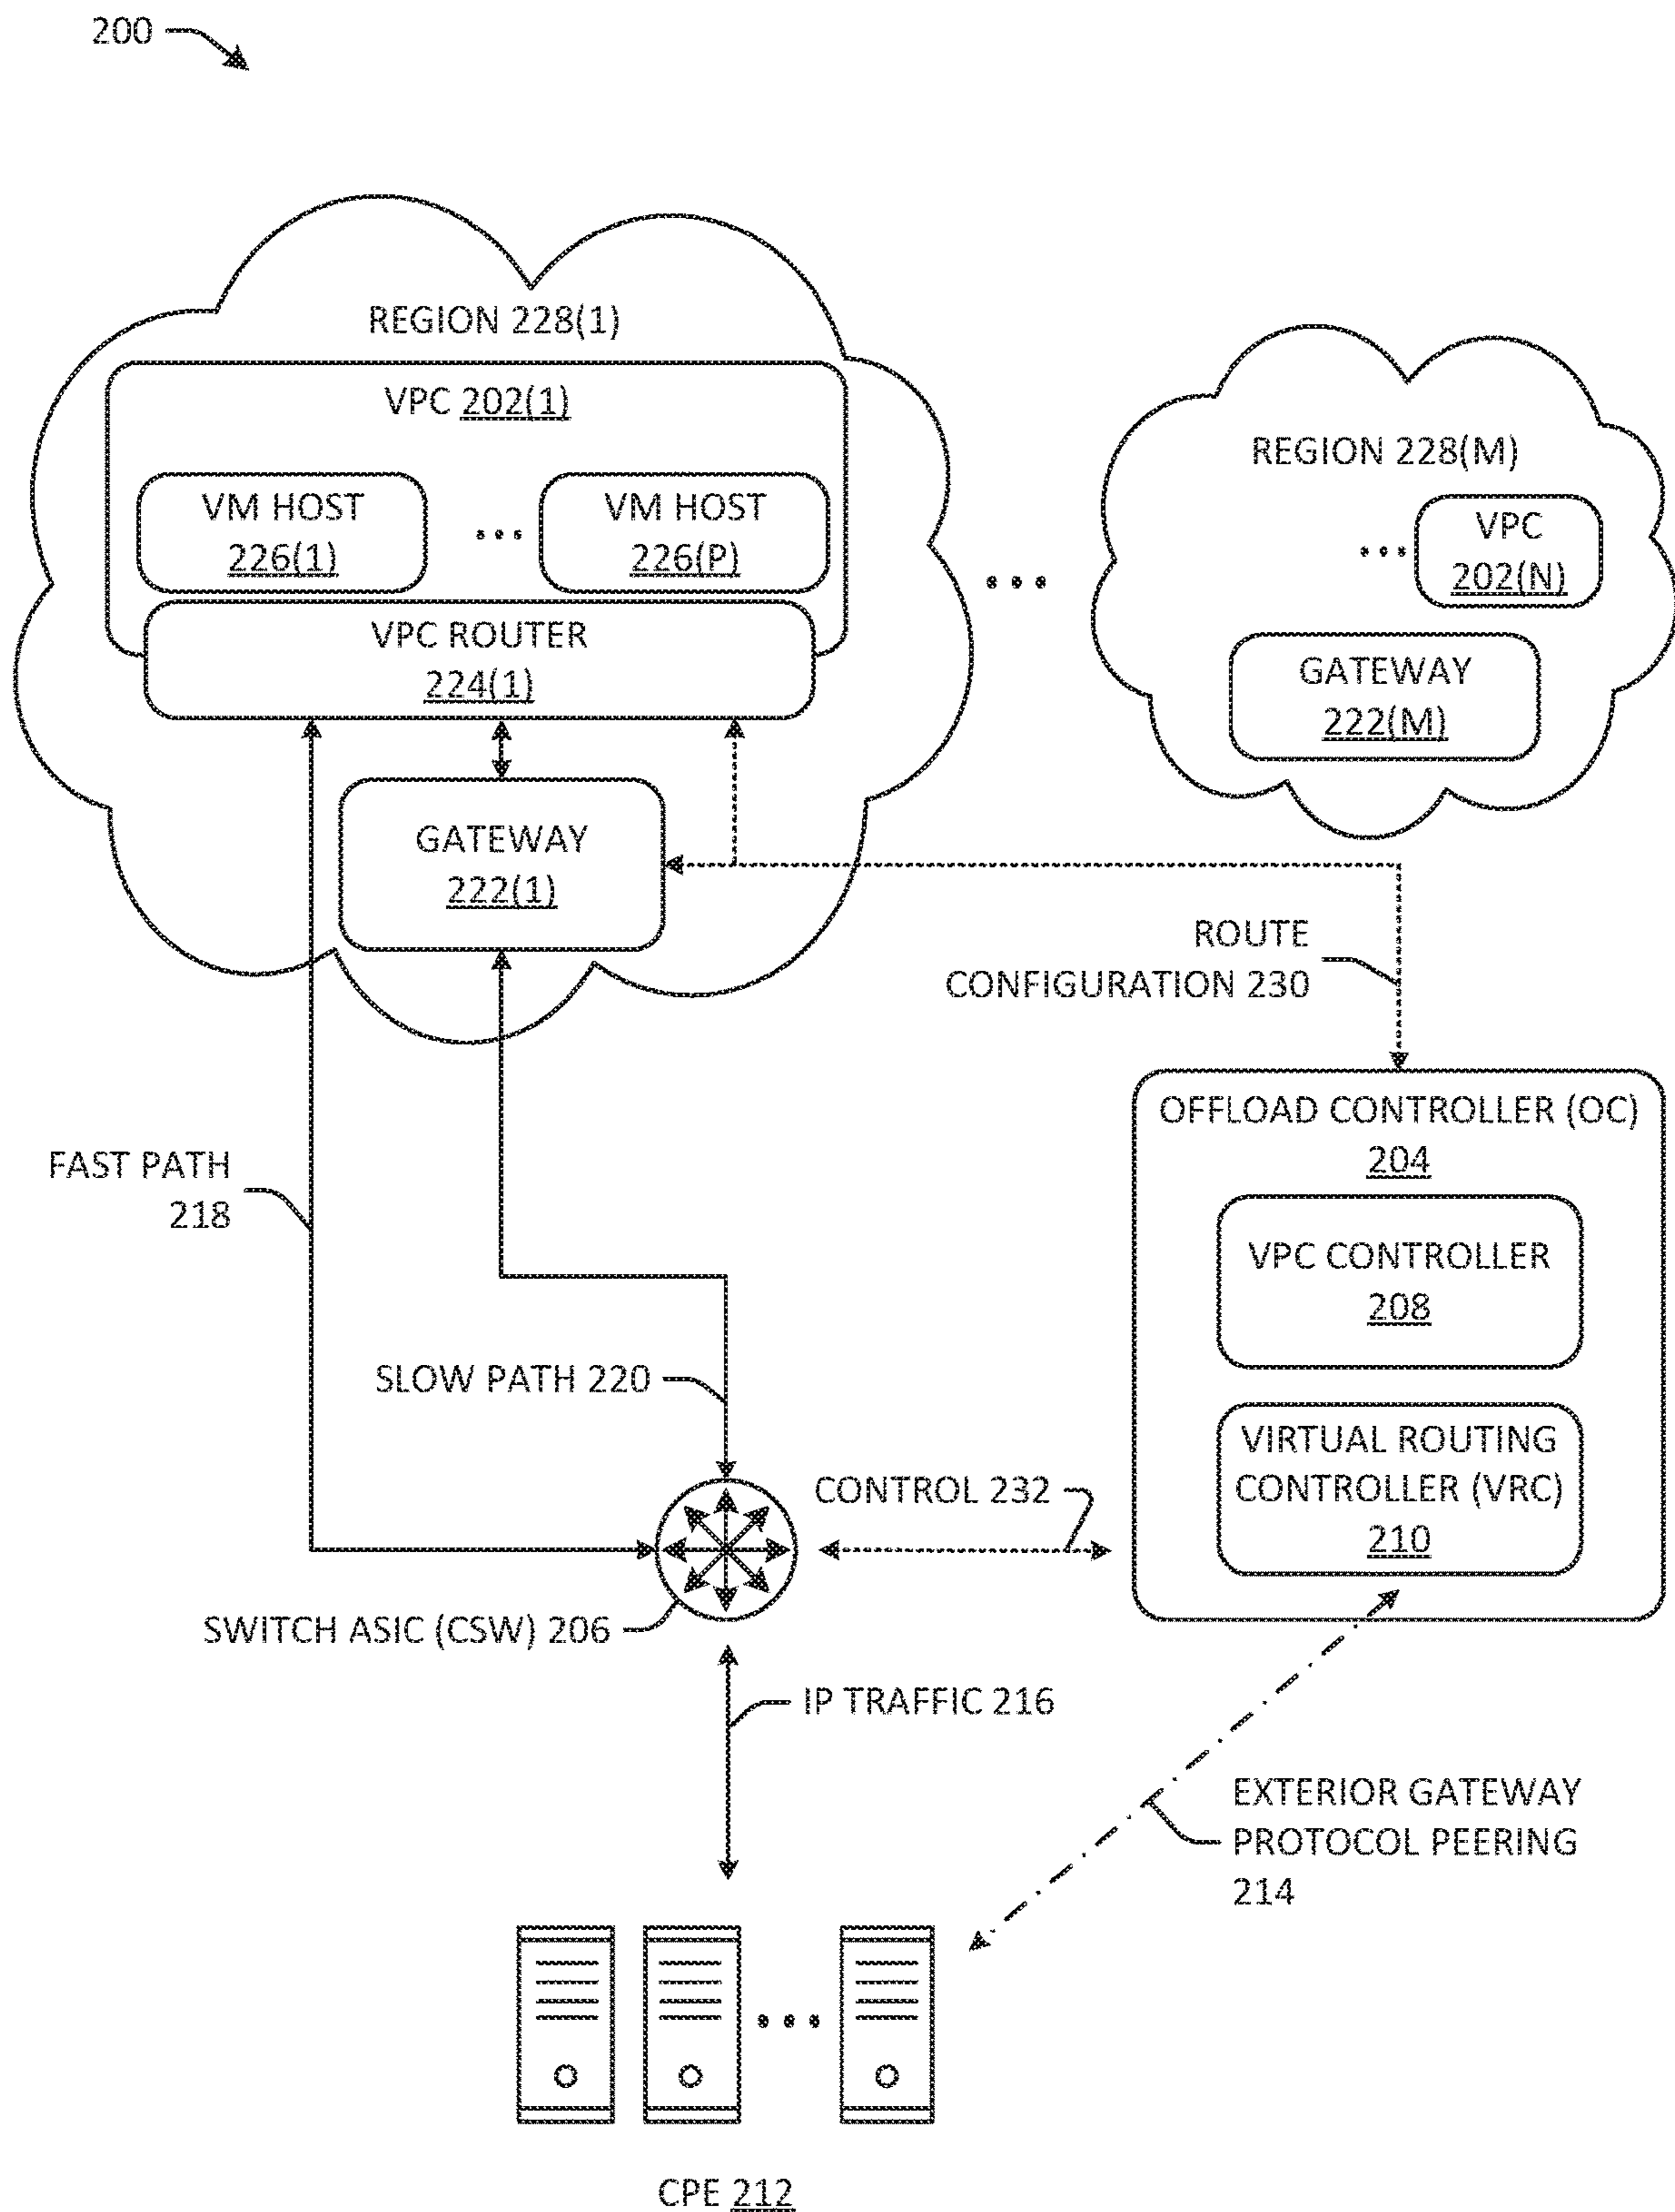 200
REGION 228(1)
VPC 202(1)
VM HOST
226(1)
...
VM HOST
226(P)
VPC ROUTER
224(1)
GATEWAY
222(1)
...
REGION 228(M)
...
VPC
202(N)
GATEWAY
222(M)
ROUTE
CONFIGURATION 230
OFFLOAD CONTROLLER (OC)
204
VPC CONTROLLER
208
VIRTUAL ROUTING
CONTROLLER (VRC)
210
FAST PATH
218
SLOW PATH 220
CONTROL 232
SWITCH ASIC (CSW) 206
IP TRAFFIC 216
EXTERIOR GATEWAY
PROTOCOL PEERING
214
...
CPE 212